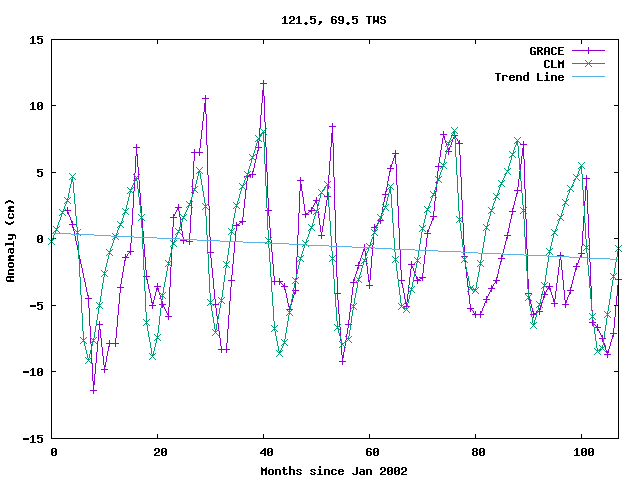 121.5, 69.5 TWS
GRACE
CLM
Trend Line
15
10
5
0
-5
-10
-15
Anomaly (cm)
0 20 40 60 80 100
Months since Jan 2002